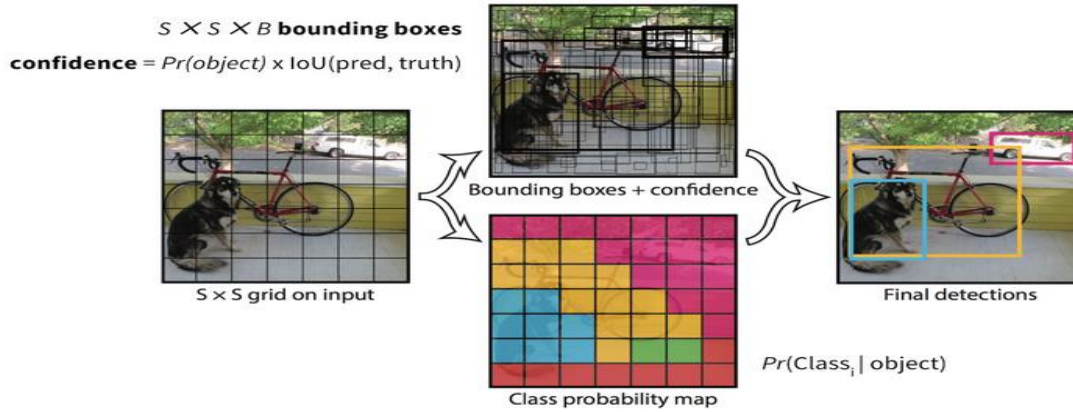 S × S × B bounding boxes
confidence = Pr(object) x IoU(pred, truth)
Bounding boxes + confidence
S × S grid on input
Final detections
Pr(Class_i | object)
Class probability map